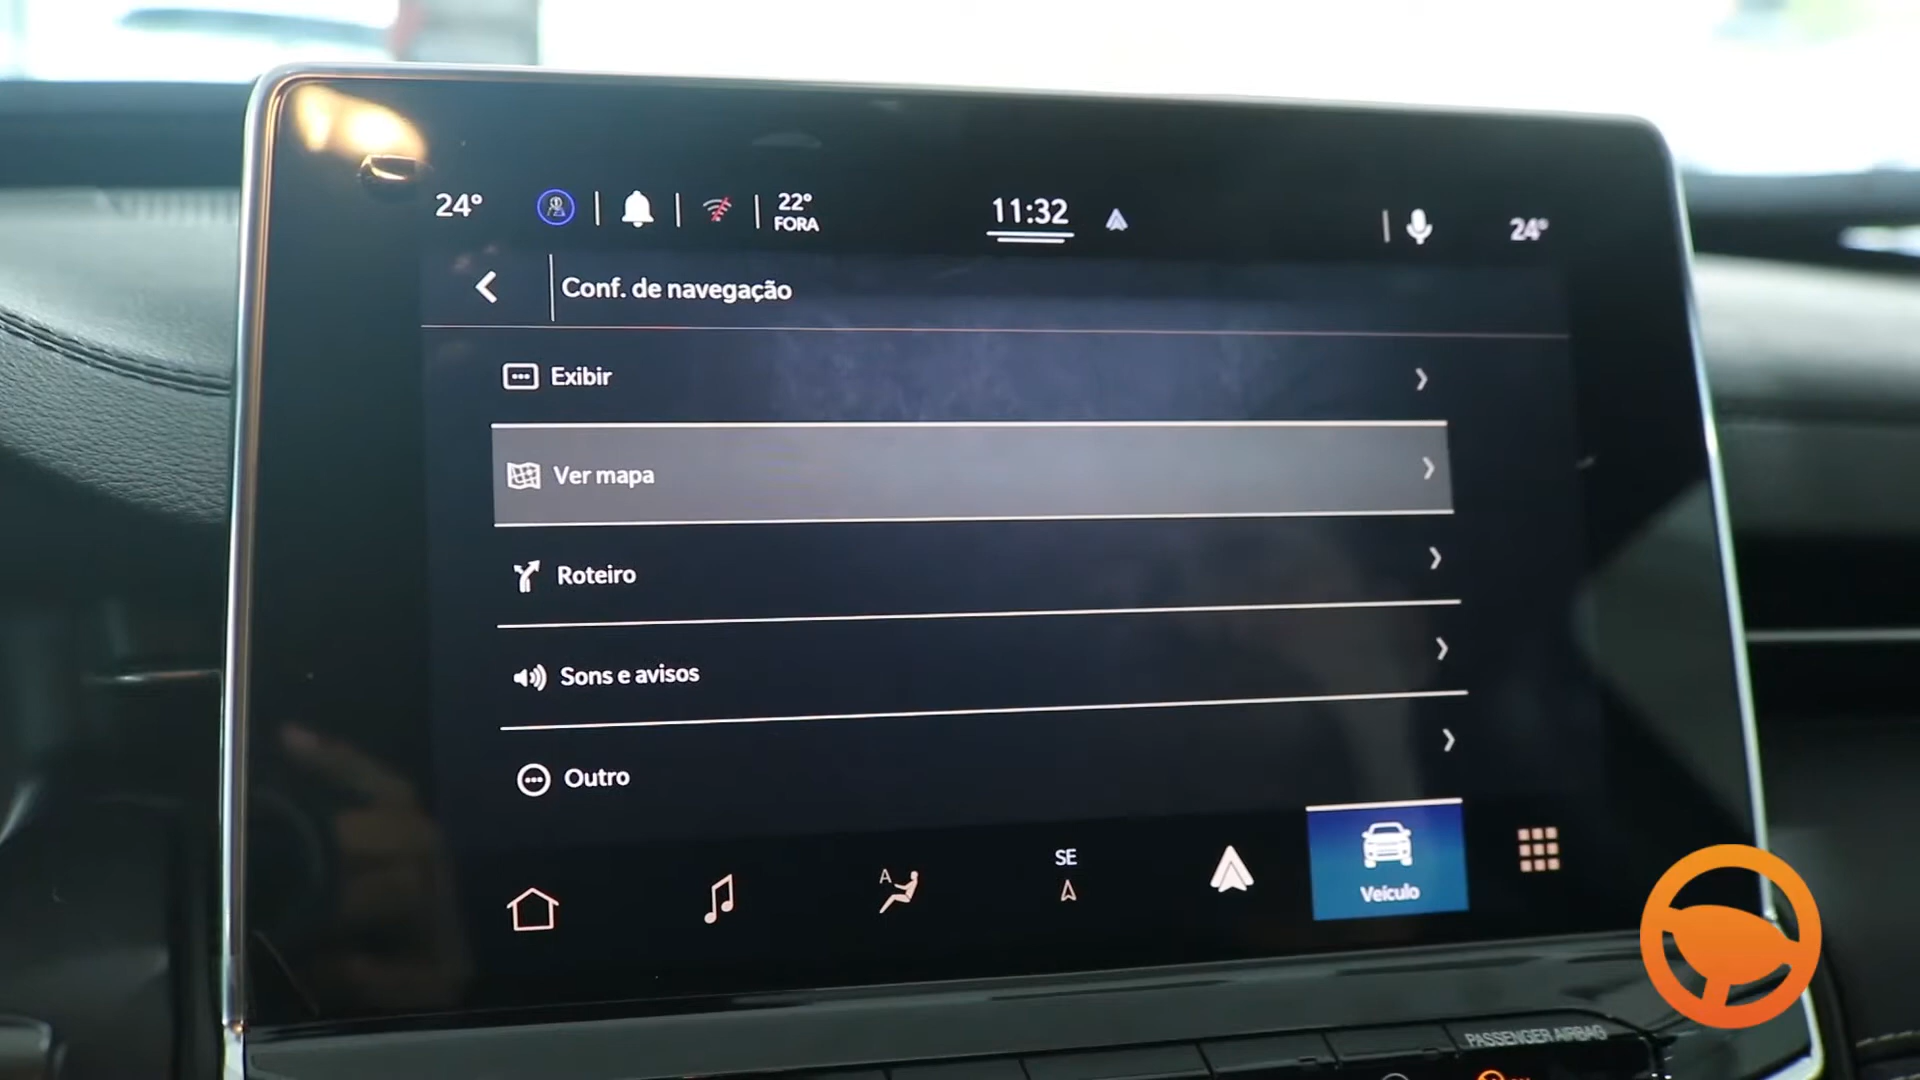 24°
22°
FORA
11:32
24°
Conf. de navegação
Exibir
Ver mapa
Roteiro
Sons e avisos
Outro
A
SE
Veículo
PASSENGER AIRBAG